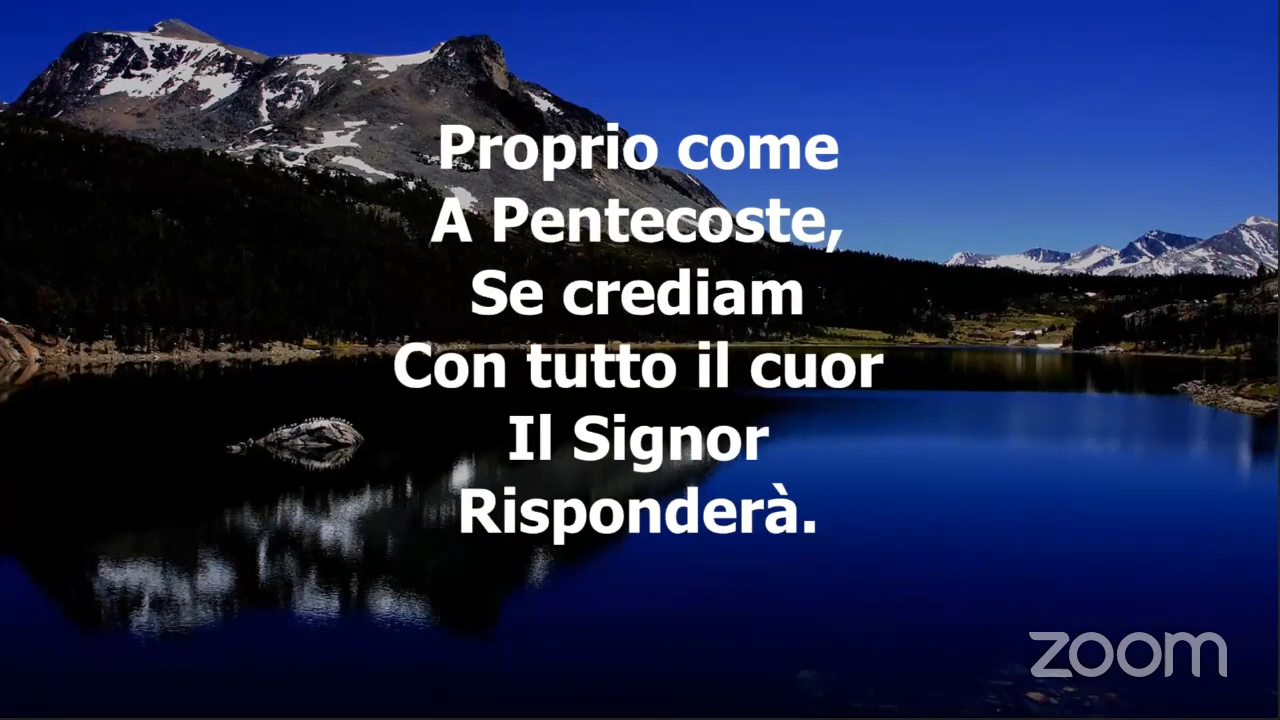 Proprio come
A Pentecoste,
Se crediam
Con tutto il cuor
Il Signor
Risponderà.
zoom